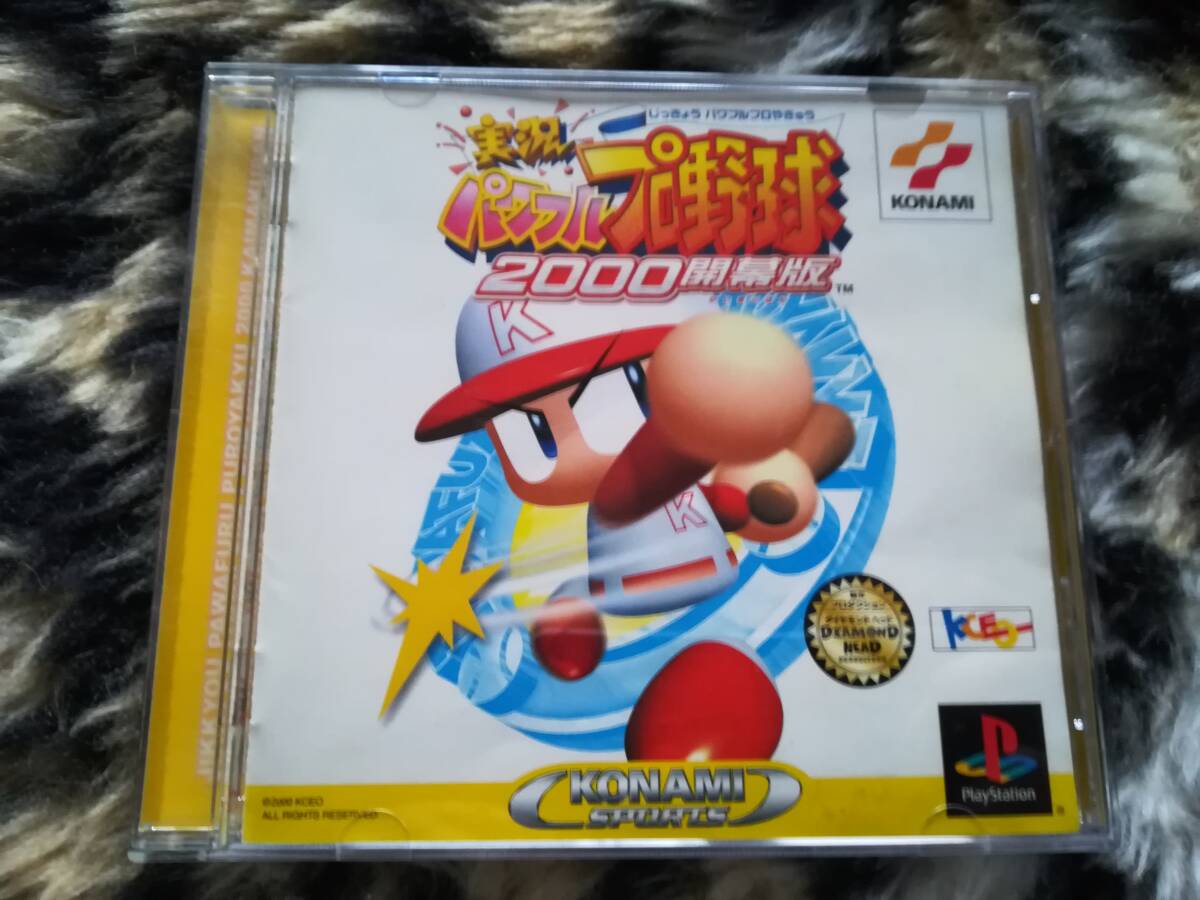 じっきょう パワフルプロやきゅう
実況
パワフル
プロ野球
2000開幕版
TM
KONAMI
K
K
DIAMOND
HEAD
KCEO
PlayStation
KONAMI
SPORTS
©2000 KCEO
ALL RIGHTS RESERVED.
JIKKYOU PAWAFURU PUROYAKYU 2000 KAIMAKUBAN